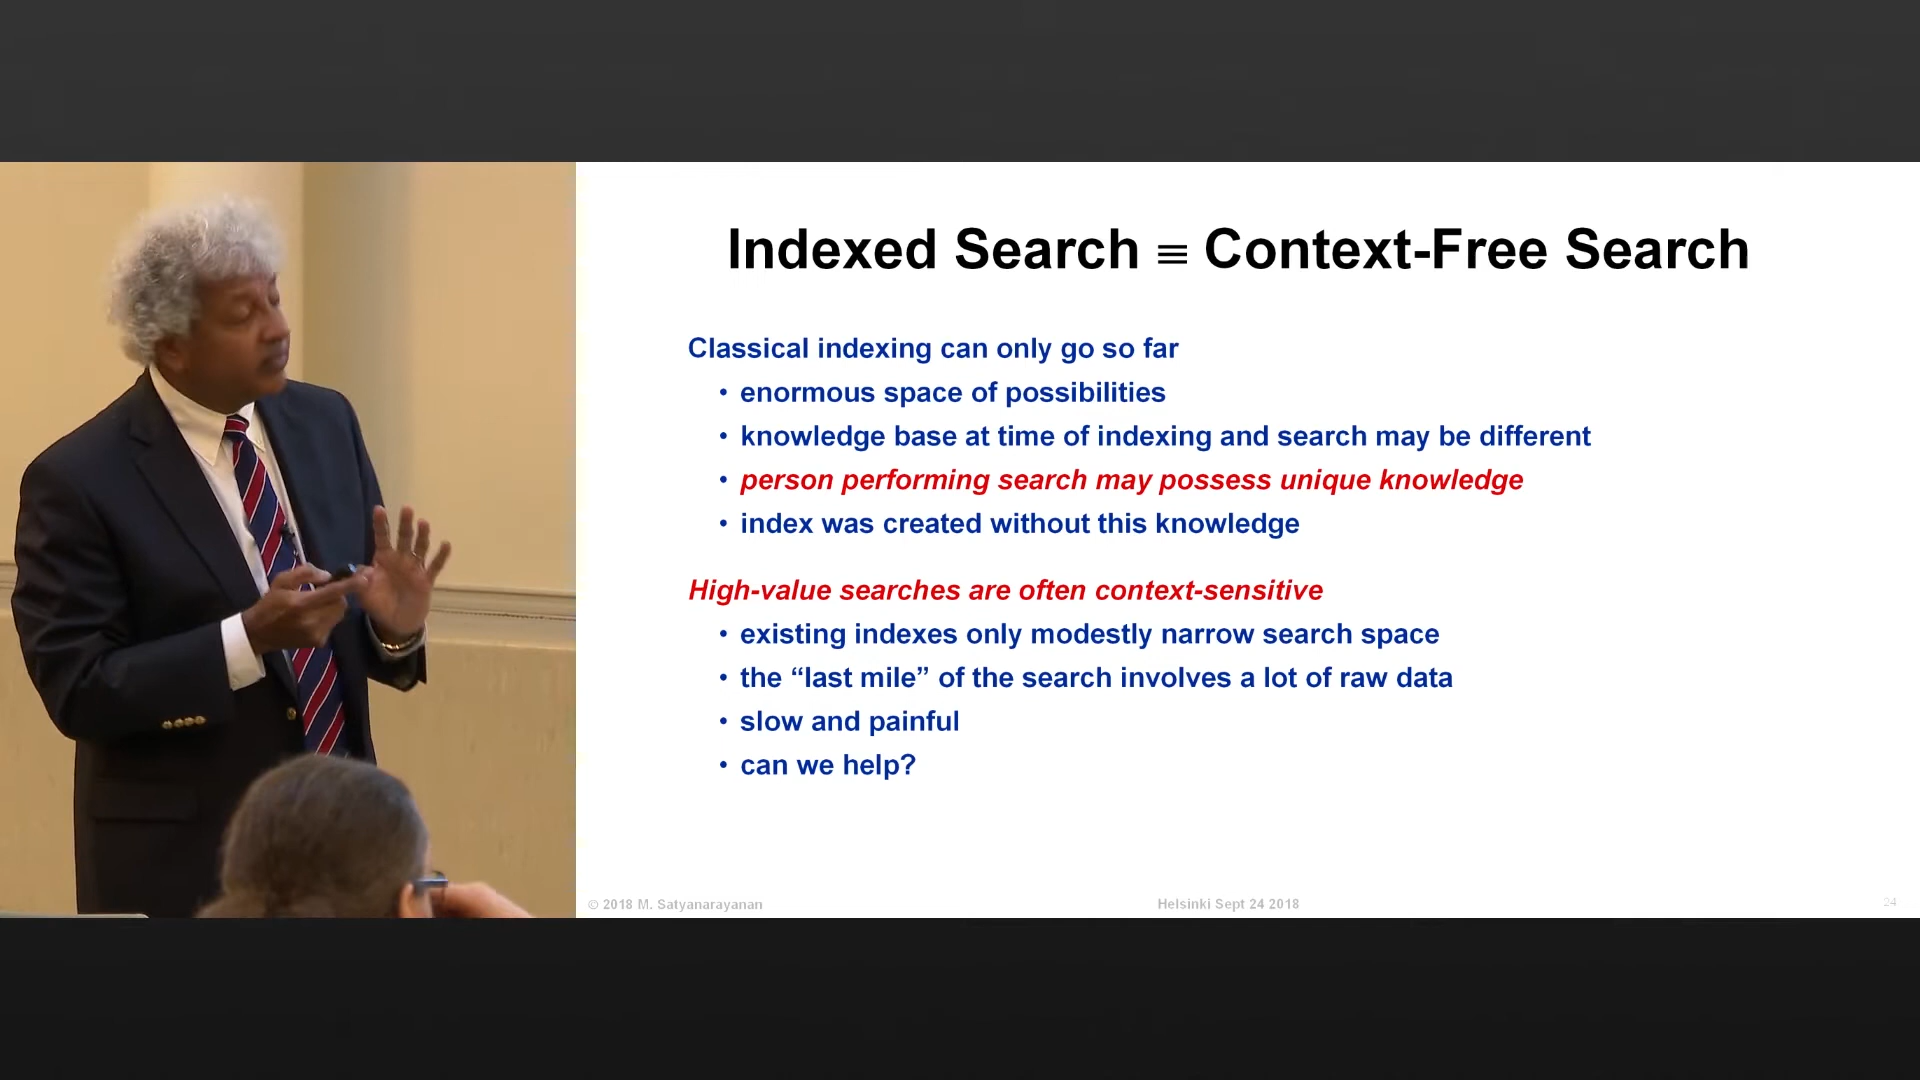 Indexed Search ≡ Context-Free Search
Classical indexing can only go so far
• enormous space of possibilities
• knowledge base at time of indexing and search may be different
• person performing search may possess unique knowledge
• index was created without this knowledge
High-value searches are often context-sensitive
• existing indexes only modestly narrow search space
• the “last mile” of the search involves a lot of raw data
• slow and painful
• can we help?
© 2018 M. Satyanarayanan
Helsinki Sept 24 2018
24